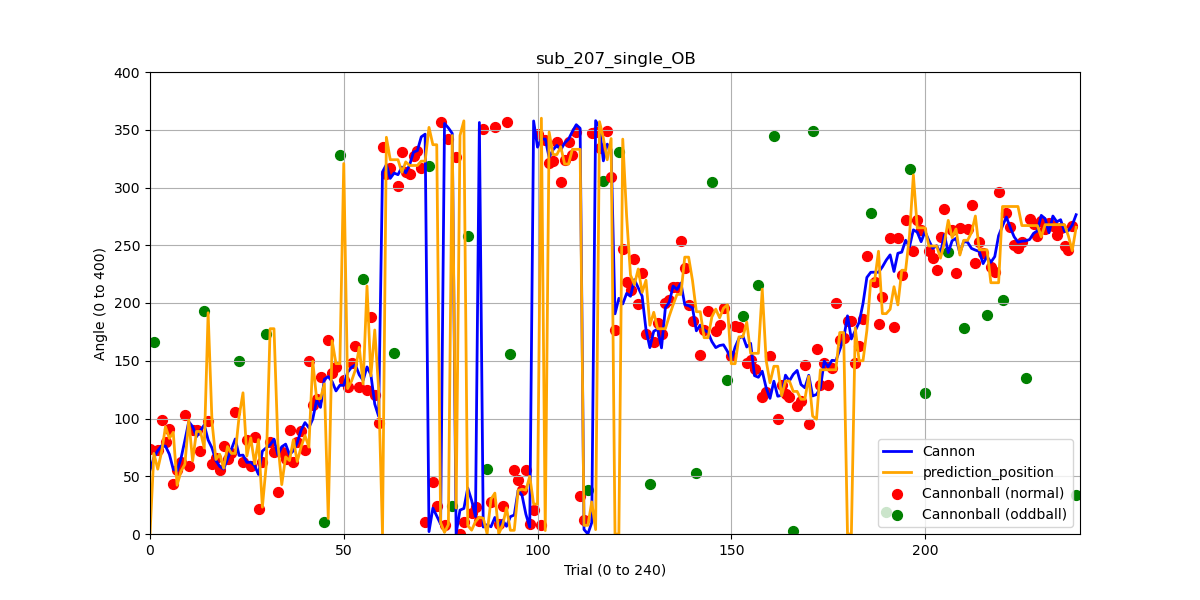 sub_207_single_OB
Angle (0 to 400)
400
350
300
250
200
150
100
50
0
0 50 100 150 200
Trial (0 to 240)
Cannon
prediction_position
Cannonball (normal)
Cannonball (oddball)